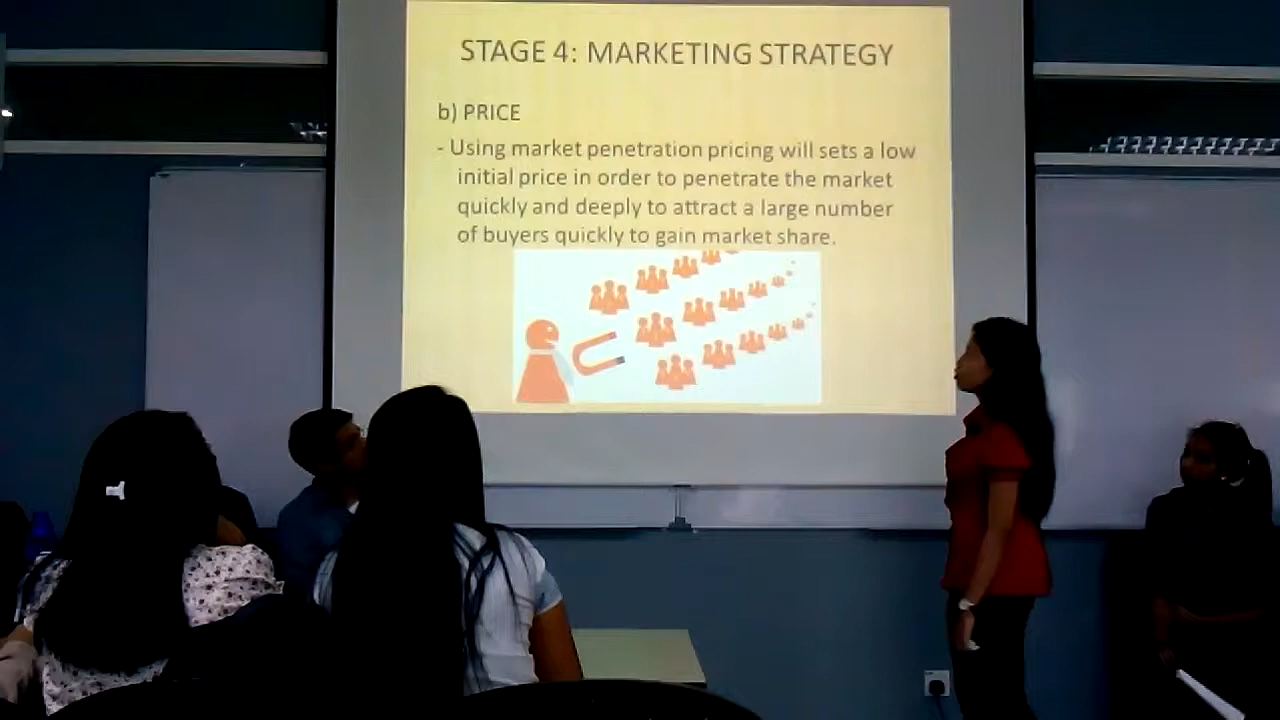 STAGE 4: MARKETING STRATEGY
b) PRICE
- Using market penetration pricing will sets a low
initial price in order to penetrate the market
quickly and deeply to attract a large number
of buyers quickly to gain market share.